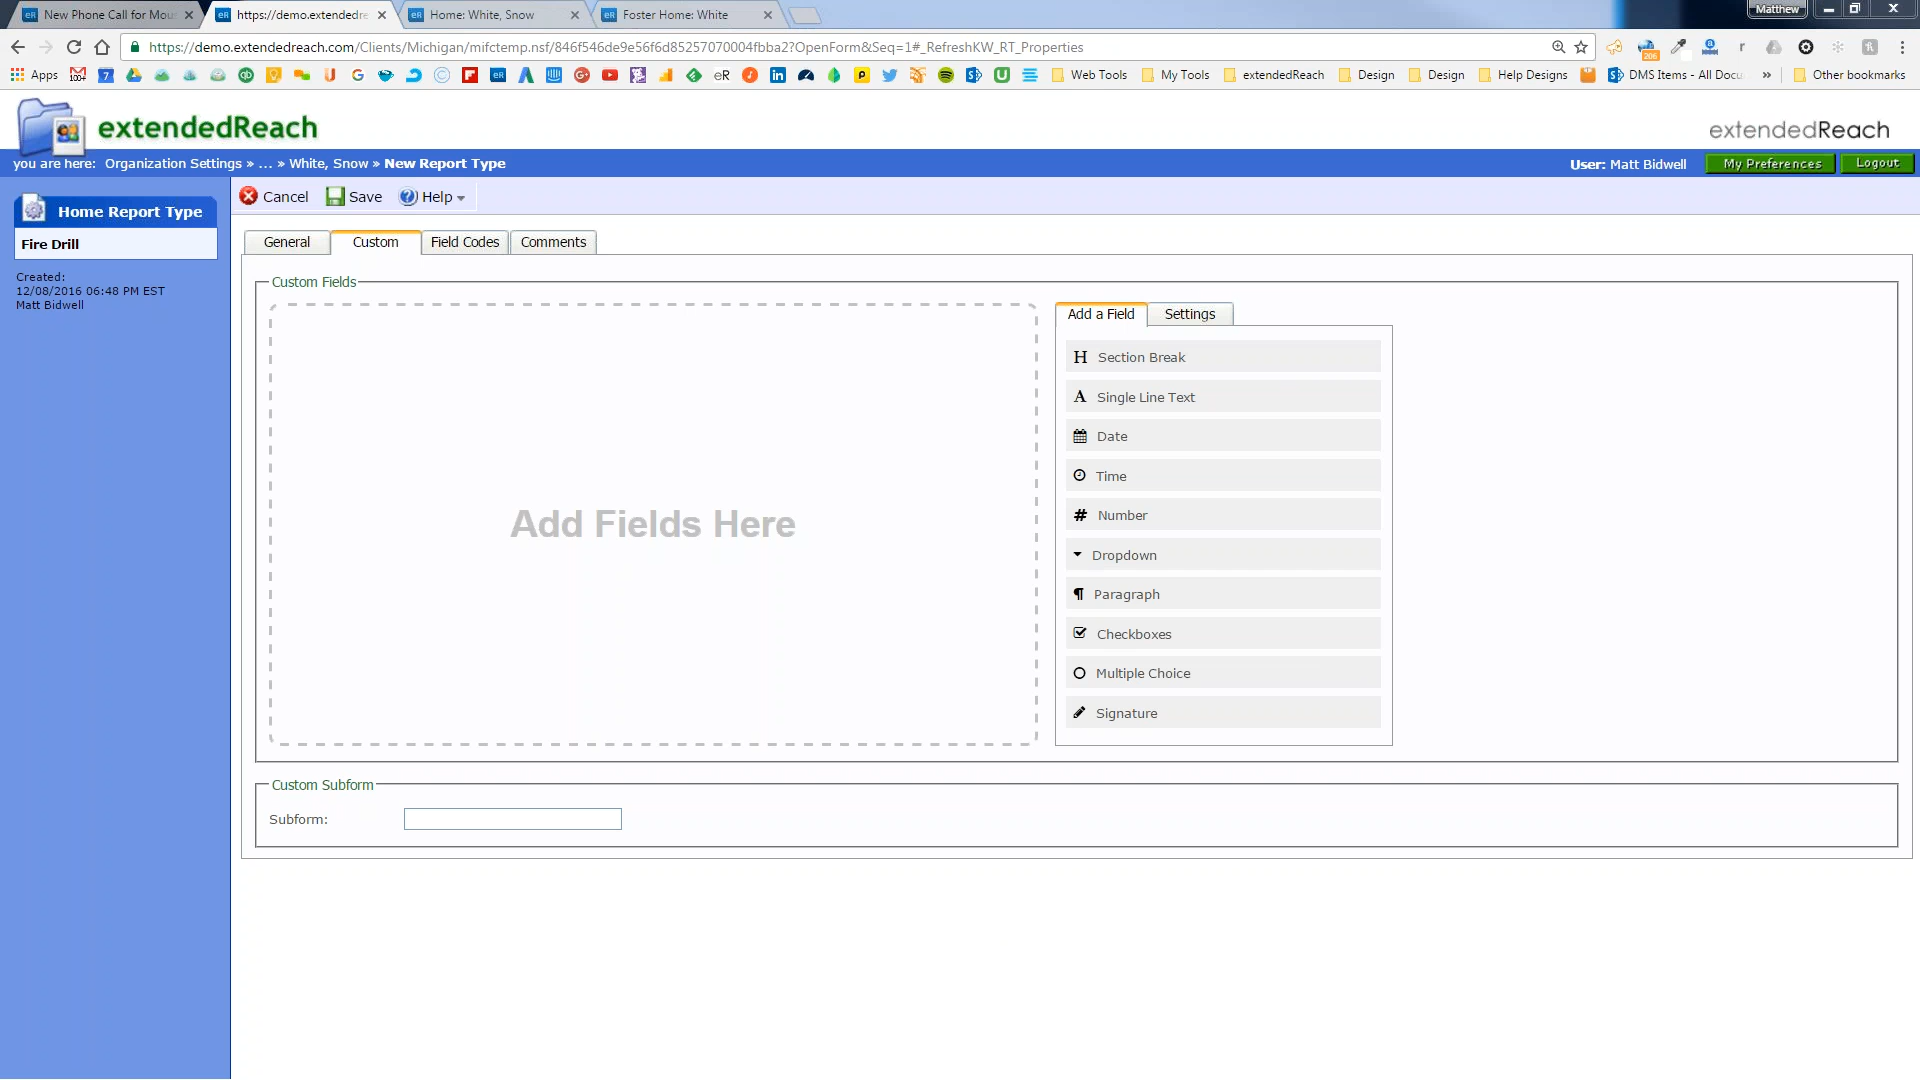 New Phone Call for Mou
https://demo.extendedre
Home: White, Snow
Foster Home: White
Matthew
https://demo.extendedreach.com/Clients/Michigan/mifctemp.nsf/846f546de9e56f6d85257070004fbba2?OpenForm&Seq=1#_RefreshKW_RT_Properties
Apps
Web Tools
My Tools
extendedReach
Design
Design
Help Designs
DMS Items - All Docu
»
Other bookmarks
extendedReach
extendedReach
you are here: Organization Settings » ... » White, Snow » New Report Type
User: Matt Bidwell
My Preferences
Logout
Home Report Type
Fire Drill
Created:
12/08/2016 06:48 PM EST
Matt Bidwell
Cancel
Save
Help
General
Custom
Field Codes
Comments
Custom Fields
Add Fields Here
Add a Field
Settings
H Section Break
A Single Line Text
Date
Time
# Number
Dropdown
¶ Paragraph
Checkboxes
Multiple Choice
Signature
Custom Subform
Subform: